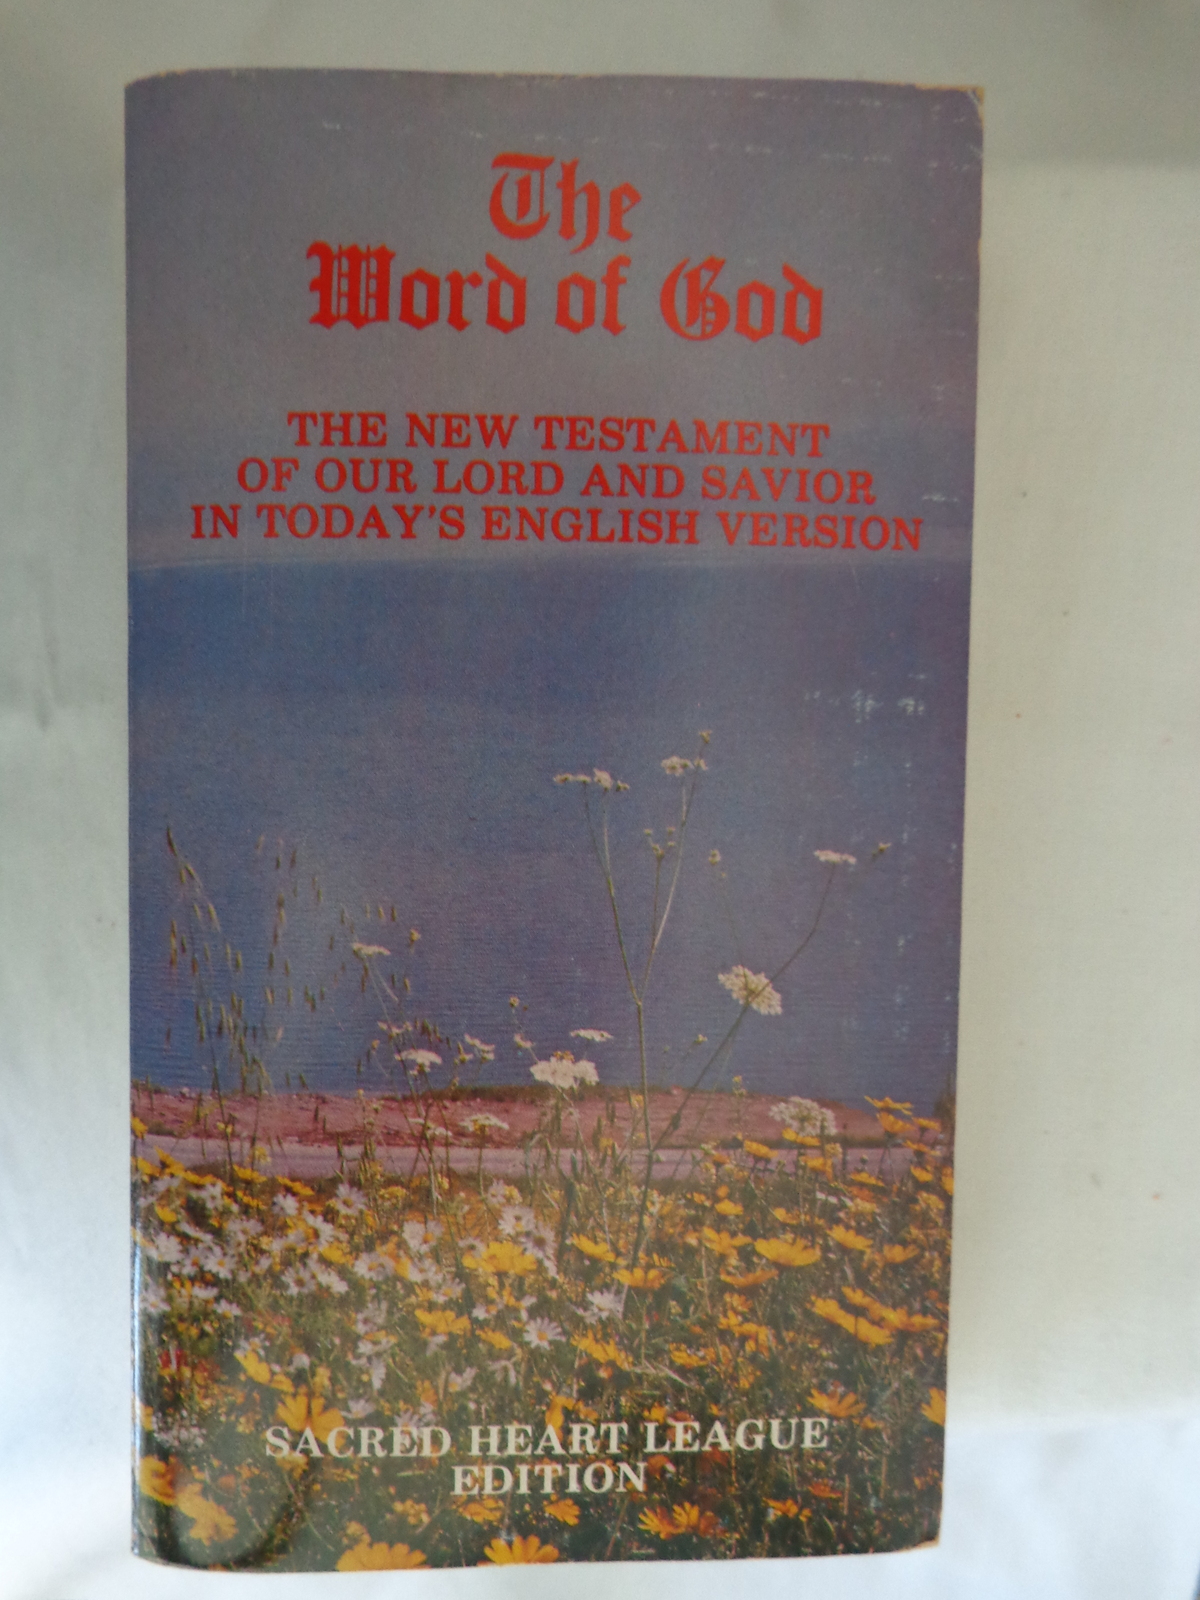 The
Word of God
THE NEW TESTAMENT
OF OUR LORD AND SAVIOR
IN TODAY'S ENGLISH VERSION
SACRED HEART LEAGUE
EDITION